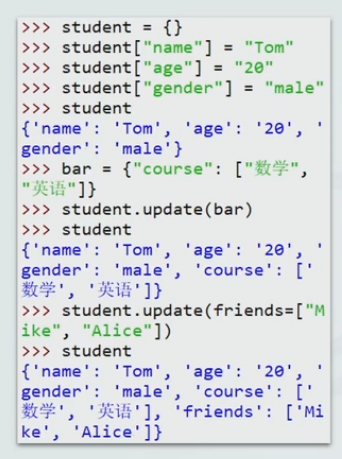 >>> student = {}
>>> student["name"] = "Tom"
>>> student["age"] = "20"
>>> student["gender"] = "male"
>>> student
{'name': 'Tom', 'age': '20', '
gender': 'male'}
>>> bar = {"course": ["数学",
"英语"]}
>>> student.update(bar)
>>> student
{'name': 'Tom', 'age': '20', '
gender': 'male', 'course': ['
数学', '英语']}
>>> student.update(friends=["M
ike", "Alice"])
>>> student
{'name': 'Tom', 'age': '20', '
gender': 'male', 'course': ['
数学', '英语'], 'friends': ['Mi
ke', 'Alice']}